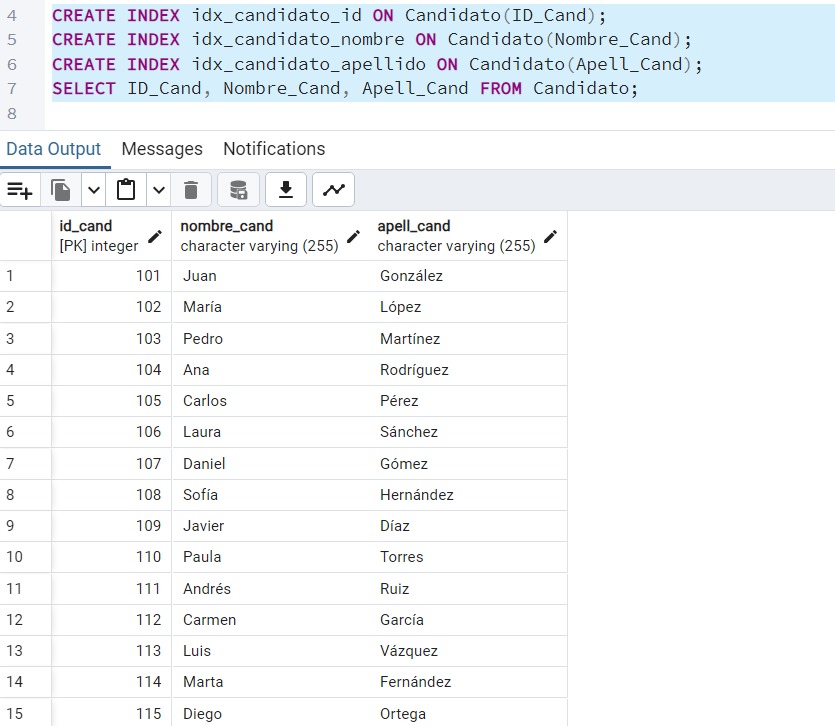 4 CREATE INDEX idx_candidato_id ON Candidato(ID_Cand);
5 CREATE INDEX idx_candidato_nombre ON Candidato(Nombre_Cand);
6 CREATE INDEX idx_candidato_apellido ON Candidato(Apell_Cand);
7 SELECT ID_Cand, Nombre_Cand, Apell_Cand FROM Candidato;
8
Data Output Messages Notifications
id_cand nombre_cand apell_cand
[PK] integer character varying (255) character varying (255)
1 101 Juan González
2 102 María López
3 103 Pedro Martínez
4 104 Ana Rodríguez
5 105 Carlos Pérez
6 106 Laura Sánchez
7 107 Daniel Gómez
8 108 Sofía Hernández
9 109 Javier Díaz
10 110 Paula Torres
11 111 Andrés Ruiz
12 112 Carmen García
13 113 Luis Vázquez
14 114 Marta Fernández
15 115 Diego Ortega